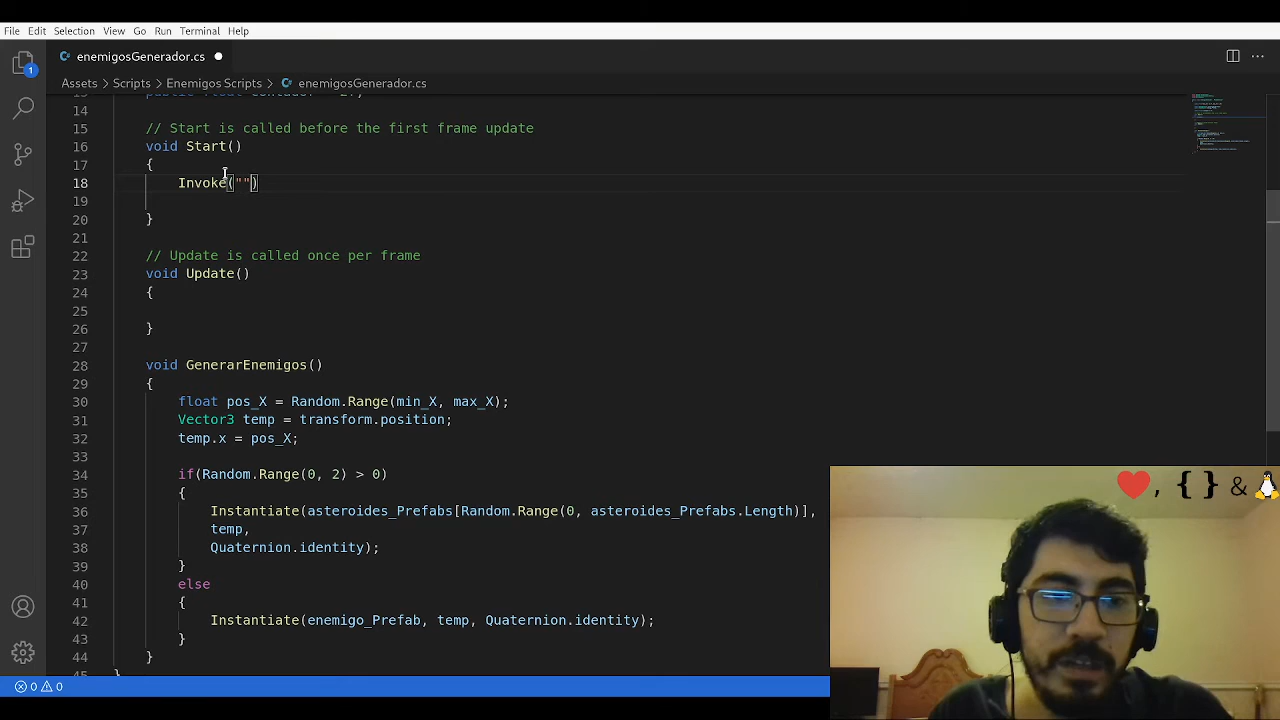 File Edit Selection View Go Run Terminal Help
enemigosGenerador.cs
Assets > Scripts > Enemigos Scripts > enemigosGenerador.cs
1
14
15 // Start is called before the first frame update
16 void Start()
17 {
18 Invoke("")
19
20 }
21
22 // Update is called once per frame
23 void Update()
24 {
25
26 }
27
28 void GenerarEnemigos()
29 {
30 float pos_X = Random.Range(min_X, max_X);
31 Vector3 temp = transform.position;
32 temp.x = pos_X;
33
34 if(Random.Range(0, 2) > 0)
35 {
36 Instantiate(asteroides_Prefabs[Random.Range(0, asteroides_Prefabs.Length)],
37 temp,
38 Quaternion.identity);
39 }
40 else
41 {
42 Instantiate(enemigo_Prefab, temp, Quaternion.identity);
43 }
44 }
45 }
, { } &
0 0